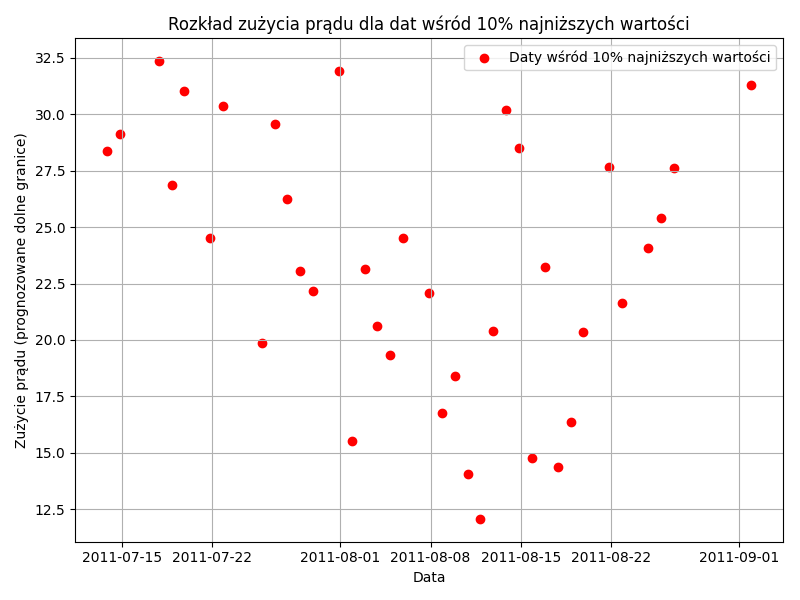 Rozkład zużycia prądu dla dat wśród 10% najniższych wartości
Daty wśród 10% najniższych wartości
Zużycie prądu (prognozowane dolne granice)
32.5
30.0
27.5
25.0
22.5
20.0
17.5
15.0
12.5
2011-07-15 2011-07-22 2011-08-01 2011-08-08 2011-08-15 2011-08-22 2011-09-01
Data